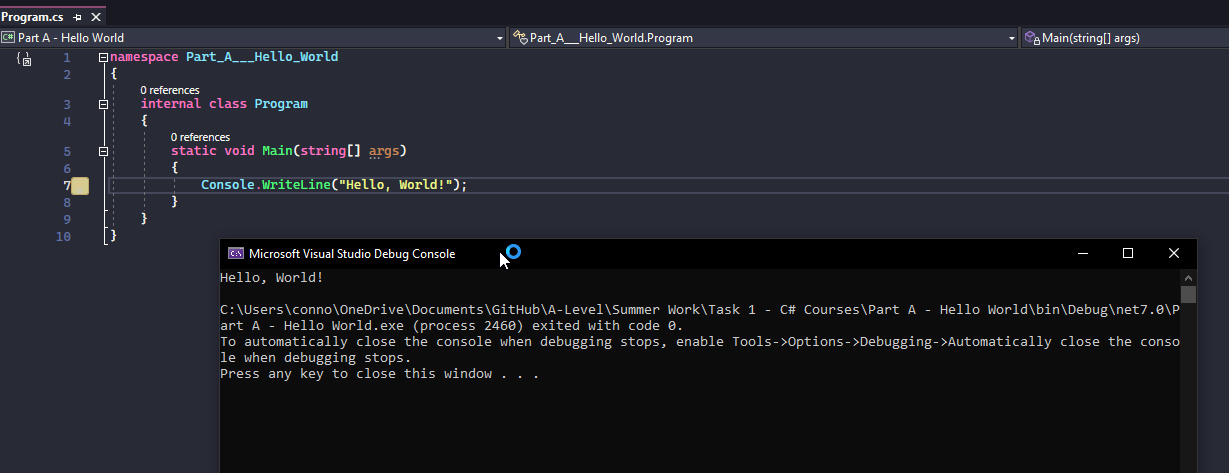 Program.cs
C# Part A - Hello World
Part_A___Hello_World.Program
Main(string[] args)
1 namespace Part_A___Hello_World
2 {
0 references
3 internal class Program
4 {
0 references
5 static void Main(string[] args)
6 {
7 Console.WriteLine("Hello, World!");
8 }
9 }
10 }
C:\ Microsoft Visual Studio Debug Console
Hello, World!
C:\Users\conno\OneDrive\Documents\GitHub\A-Level\Summer Work\Task 1 - C# Courses\Part A - Hello World\bin\Debug\net7.0\P
art A - Hello World.exe (process 2460) exited with code 0.
To automatically close the console when debugging stops, enable Tools->Options->Debugging->Automatically close the conso
le when debugging stops.
Press any key to close this window . . .